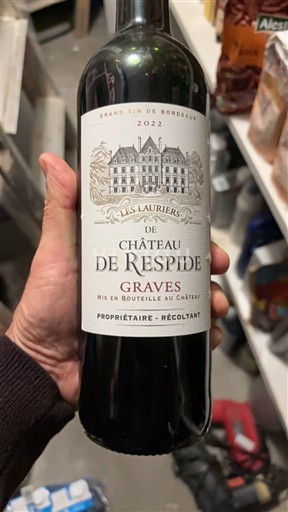 GRAND VIN DE BORDEAUX
2022
LES LAURIERS
DE
CHÂTEAU
DE RESPIDE
GRAVES
MIS EN BOUTEILLE AU CHÂTEAU
PROPRIÉTAIRE - RÉCOLTANT